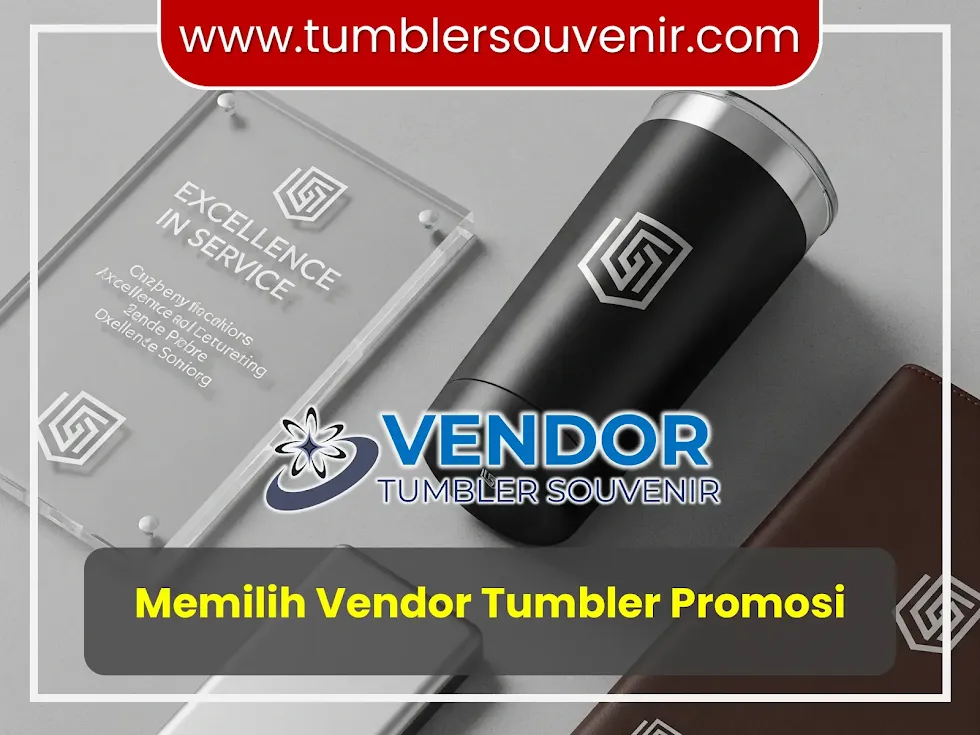 www.tumblersouvenir.com
EXCELLENCE
IN SERVICE
VENDOR
TUMBLER SOUVENIR
Memilih Vendor Tumbler Promosi